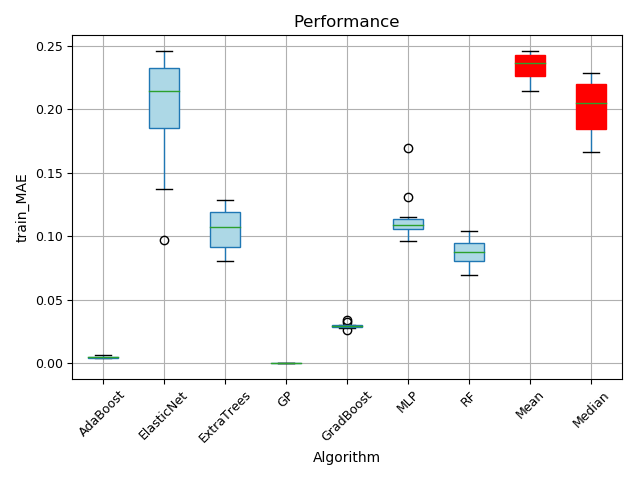 Performance
0.25
0.20
0.15
0.10
0.05
0.00
train_MAE
AdaBoost
ElasticNet
ExtraTrees
GP
GradBoost
MLP
RF
Mean
Median
Algorithm